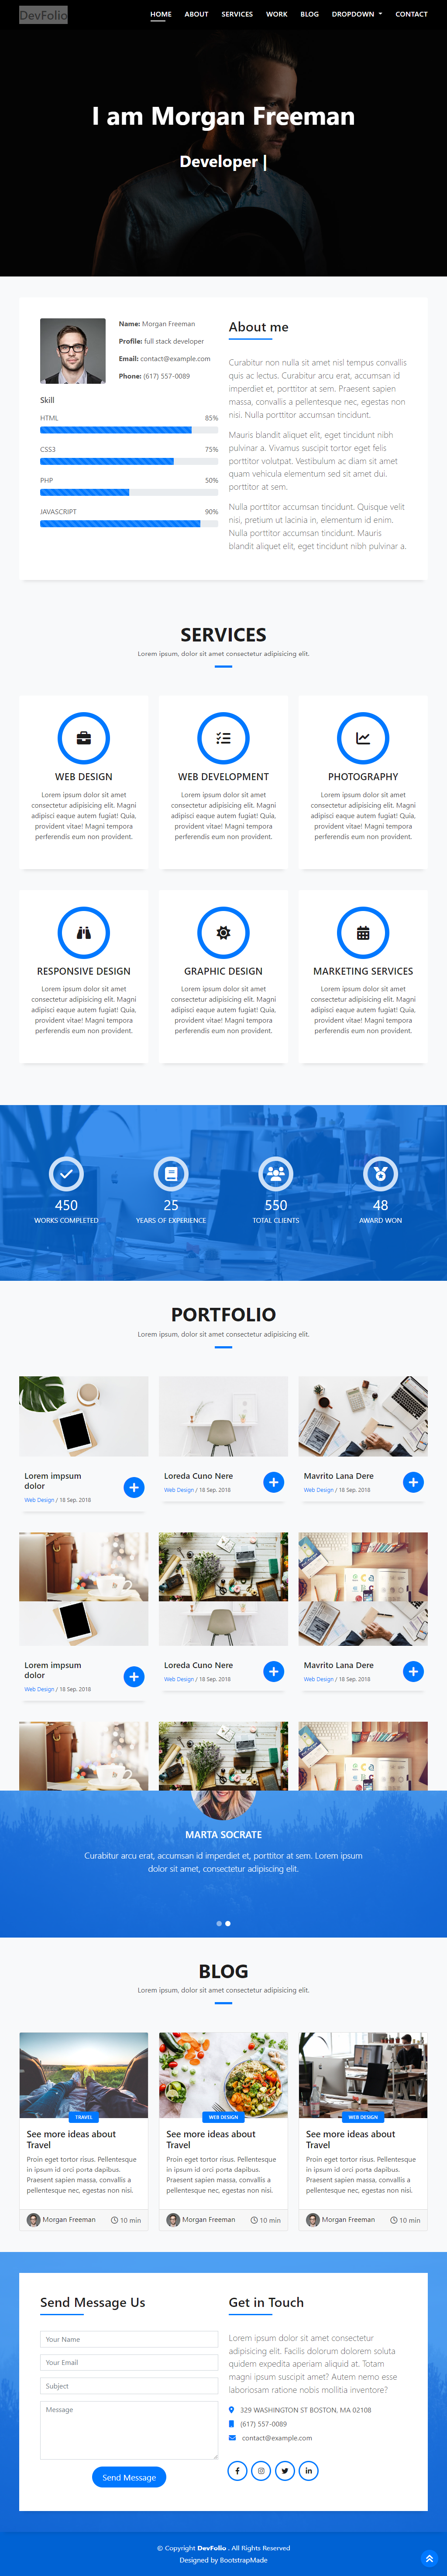 DevFolio
HOME ABOUT SERVICES WORK BLOG DROPDOWN CONTACT
I am Morgan Freeman
Developer |
Name: Morgan Freeman
Profile: full stack developer
Email: contact@example.com
Phone: (617) 557-0089
Skill
HTML 85%
CSS3 75%
PHP 50%
JAVASCRIPT 90%
About me
Curabitur non nulla sit amet nisl tempus convallis
quis ac lectus. Curabitur arcu erat, accumsan id
imperdiet et, porttitor at sem. Praesent sapien
massa, convallis a pellentesque nec, egestas non
nisi. Nulla porttitor accumsan tincidunt.
Mauris blandit aliquet elit, eget tincidunt nibh
pulvinar a. Vivamus suscipit tortor eget felis
porttitor volutpat. Vestibulum ac diam sit amet
quam vehicula elementum sed sit amet dui.
porttitor at sem.
Nulla porttitor accumsan tincidunt. Quisque velit
nisi, pretium ut lacinia in, elementum id enim.
Nulla porttitor accumsan tincidunt. Mauris
blandit aliquet elit, eget tincidunt nibh pulvinar a.
SERVICES
Lorem ipsum, dolor sit amet consectetur adipisicing elit.
WEB DESIGN
Lorem ipsum dolor sit amet
consectetur adipisicing elit. Magni
adipisci eaque autem fugiat! Quia,
provident vitae! Magni tempora
perferendis eum non provident.
WEB DEVELOPMENT
Lorem ipsum dolor sit amet
consectetur adipisicing elit. Magni
adipisci eaque autem fugiat! Quia,
provident vitae! Magni tempora
perferendis eum non provident.
PHOTOGRAPHY
Lorem ipsum dolor sit amet
consectetur adipisicing elit. Magni
adipisci eaque autem fugiat! Quia,
provident vitae! Magni tempora
perferendis eum non provident.
RESPONSIVE DESIGN
Lorem ipsum dolor sit amet
consectetur adipisicing elit. Magni
adipisci eaque autem fugiat! Quia,
provident vitae! Magni tempora
perferendis eum non provident.
GRAPHIC DESIGN
Lorem ipsum dolor sit amet
consectetur adipisicing elit. Magni
adipisci eaque autem fugiat! Quia,
provident vitae! Magni tempora
perferendis eum non provident.
MARKETING SERVICES
Lorem ipsum dolor sit amet
consectetur adipisicing elit. Magni
adipisci eaque autem fugiat! Quia,
provident vitae! Magni tempora
perferendis eum non provident.
450
WORKS COMPLETED
25
YEARS OF EXPERIENCE
550
TOTAL CLIENTS
48
AWARD WON
PORTFOLIO
Lorem ipsum, dolor sit amet consectetur adipisicing elit.
Lorem impsum
dolor
Web Design / 18 Sep. 2018
Loreda Cuno Nere
Web Design / 18 Sep. 2018
Mavrito Lana Dere
Web Design / 18 Sep. 2018
Lorem impsum
dolor
Web Design / 18 Sep. 2018
Loreda Cuno Nere
Web Design / 18 Sep. 2018
Mavrito Lana Dere
Web Design / 18 Sep. 2018
MARTA SOCRATE
Curabitur arcu erat, accumsan id imperdiet et, porttitor at sem. Lorem ipsum
dolor sit amet, consectetur adipiscing elit.
BLOG
Lorem ipsum, dolor sit amet consectetur adipisicing elit.
TRAVEL
See more ideas about
Travel
Proin eget tortor risus. Pellentesque
in ipsum id orci porta dapibus.
Praesent sapien massa, convallis a
pellentesque nec, egestas non nisi.
Morgan Freeman 10 min
WEB DESIGN
See more ideas about
Travel
Proin eget tortor risus. Pellentesque
in ipsum id orci porta dapibus.
Praesent sapien massa, convallis a
pellentesque nec, egestas non nisi.
Morgan Freeman 10 min
WEB DESIGN
See more ideas about
Travel
Proin eget tortor risus. Pellentesque
in ipsum id orci porta dapibus.
Praesent sapien massa, convallis a
pellentesque nec, egestas non nisi.
Morgan Freeman 10 min
Send Message Us
Your Name
Your Email
Subject
Message
Send Message
Get in Touch
Lorem ipsum dolor sit amet consectetur
adipisicing elit. Facilis dolorum dolorem soluta
quidem expedita aperiam aliquid at. Totam
magni ipsum suscipit amet? Autem nemo esse
laboriosam ratione nobis mollitia inventore?
329 WASHINGTON ST BOSTON, MA 02108
(617) 557-0089
contact@example.com
© Copyright DevFolio . All Rights Reserved
Designed by BootstrapMade